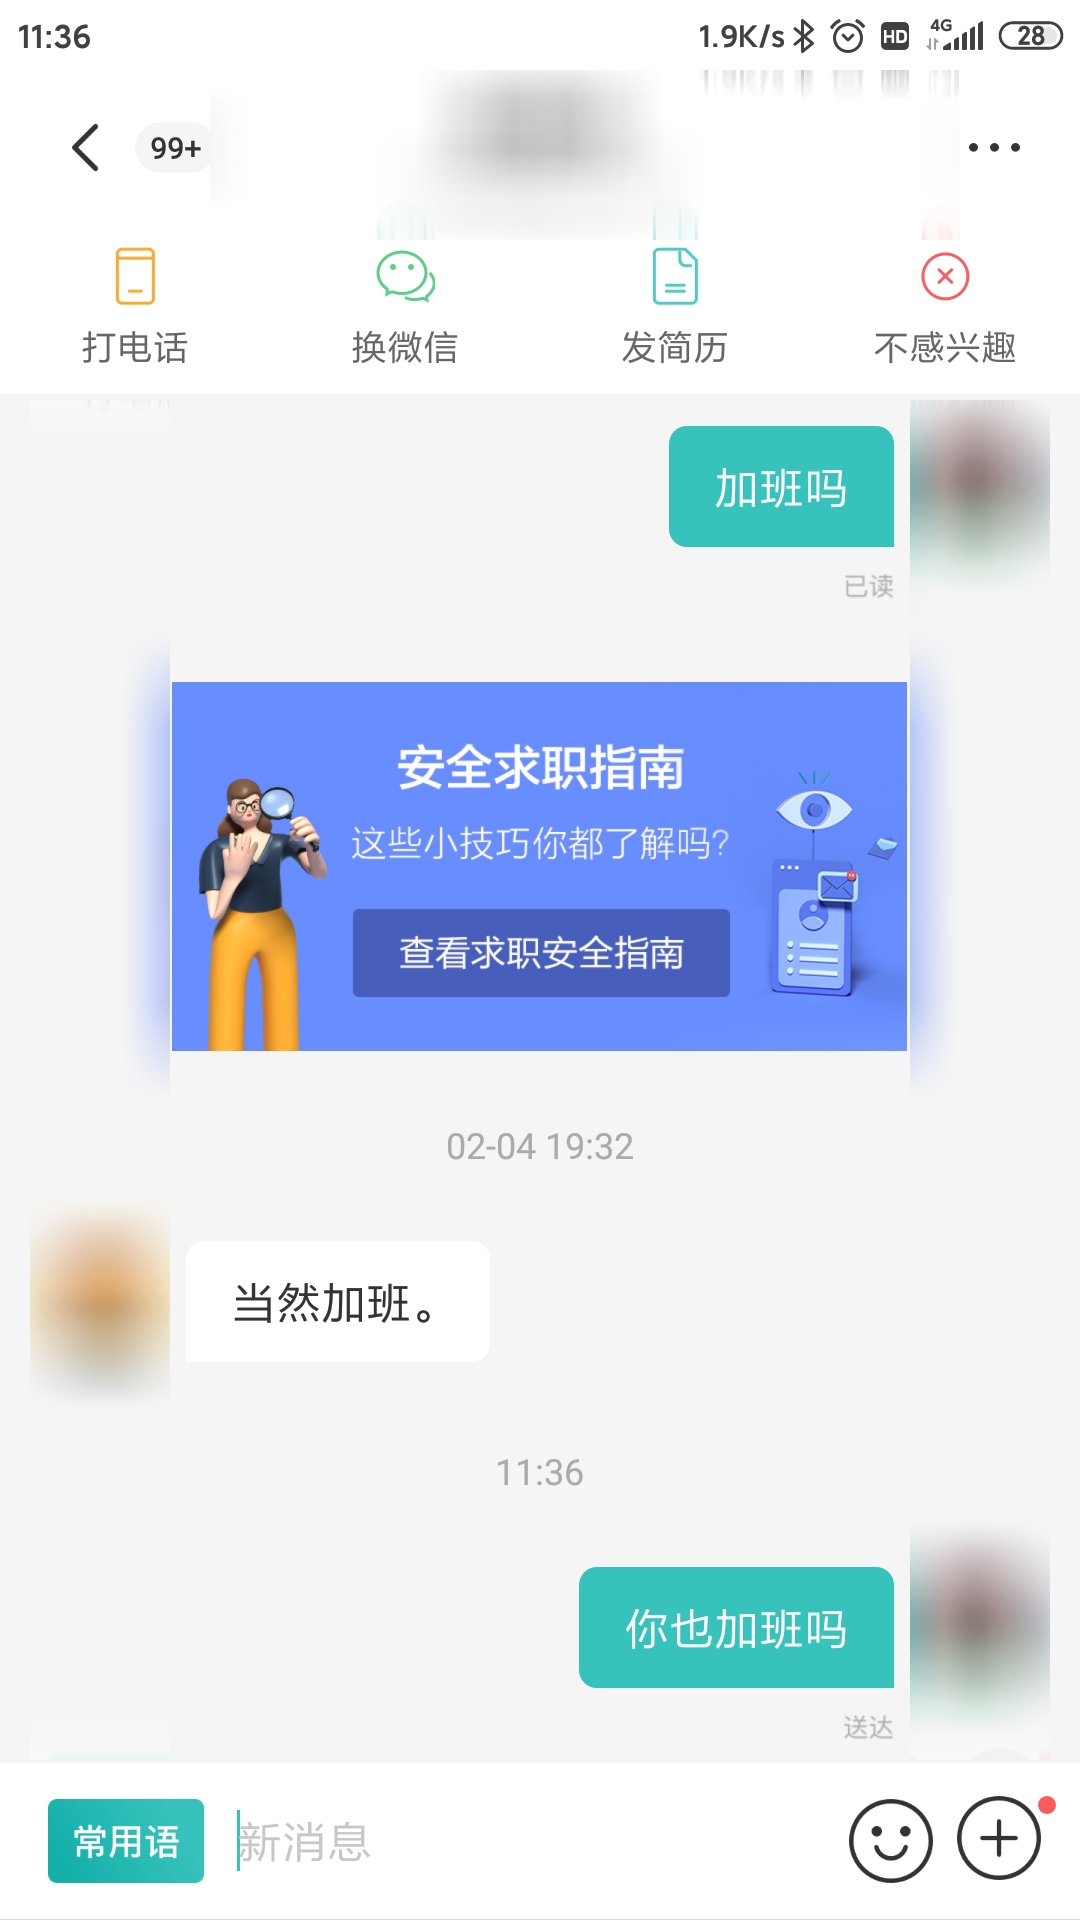 11:36
1.9K/s HD 4G 28
99+
打电话 换微信 发简历 不感兴趣
加班吗
已读
安全求职指南
这些小技巧你都了解吗?
查看求职安全指南
02-04 19:32
当然加班。
11:36
你也加班吗
送达
常用语 新消息